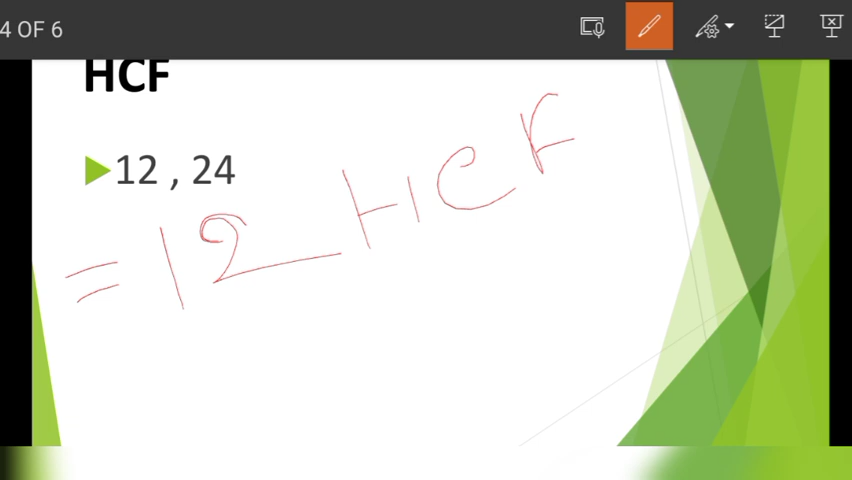 4 OF 6
HCF
12 , 24
= 12 HCF